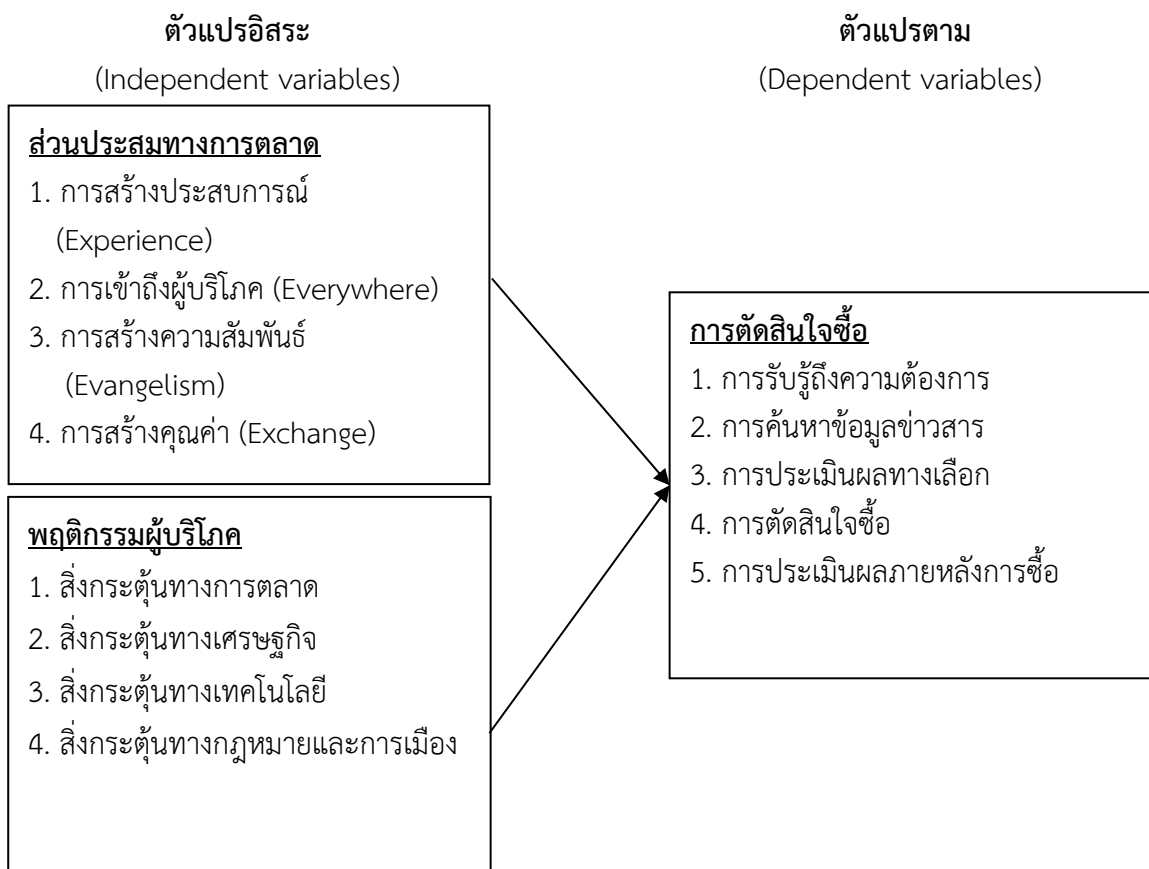 ตัวแปรอิสระ
(Independent variables)
ส่วนประสมทางการตลาด
1. การสร้างประสบการณ์
(Experience)
2. การเข้าถึงผู้บริโภค (Everywhere)
3. การสร้างความสัมพันธ์
(Evangelism)
4. การสร้างคุณค่า (Exchange)
พฤติกรรมผู้บริโภค
1. สิ่งกระตุ้นทางการตลาด
2. สิ่งกระตุ้นทางเศรษฐกิจ
3. สิ่งกระตุ้นทางเทคโนโลยี
4. สิ่งกระตุ้นทางกฎหมายและการเมือง
ตัวแปรตาม
(Dependent variables)
การตัดสินใจซื้อ
1. การรับรู้ถึงความต้องการ
2. การค้นหาข้อมูลข่าวสาร
3. การประเมินผลทางเลือก
4. การตัดสินใจซื้อ
5. การประเมินผลภายหลังการซื้อ